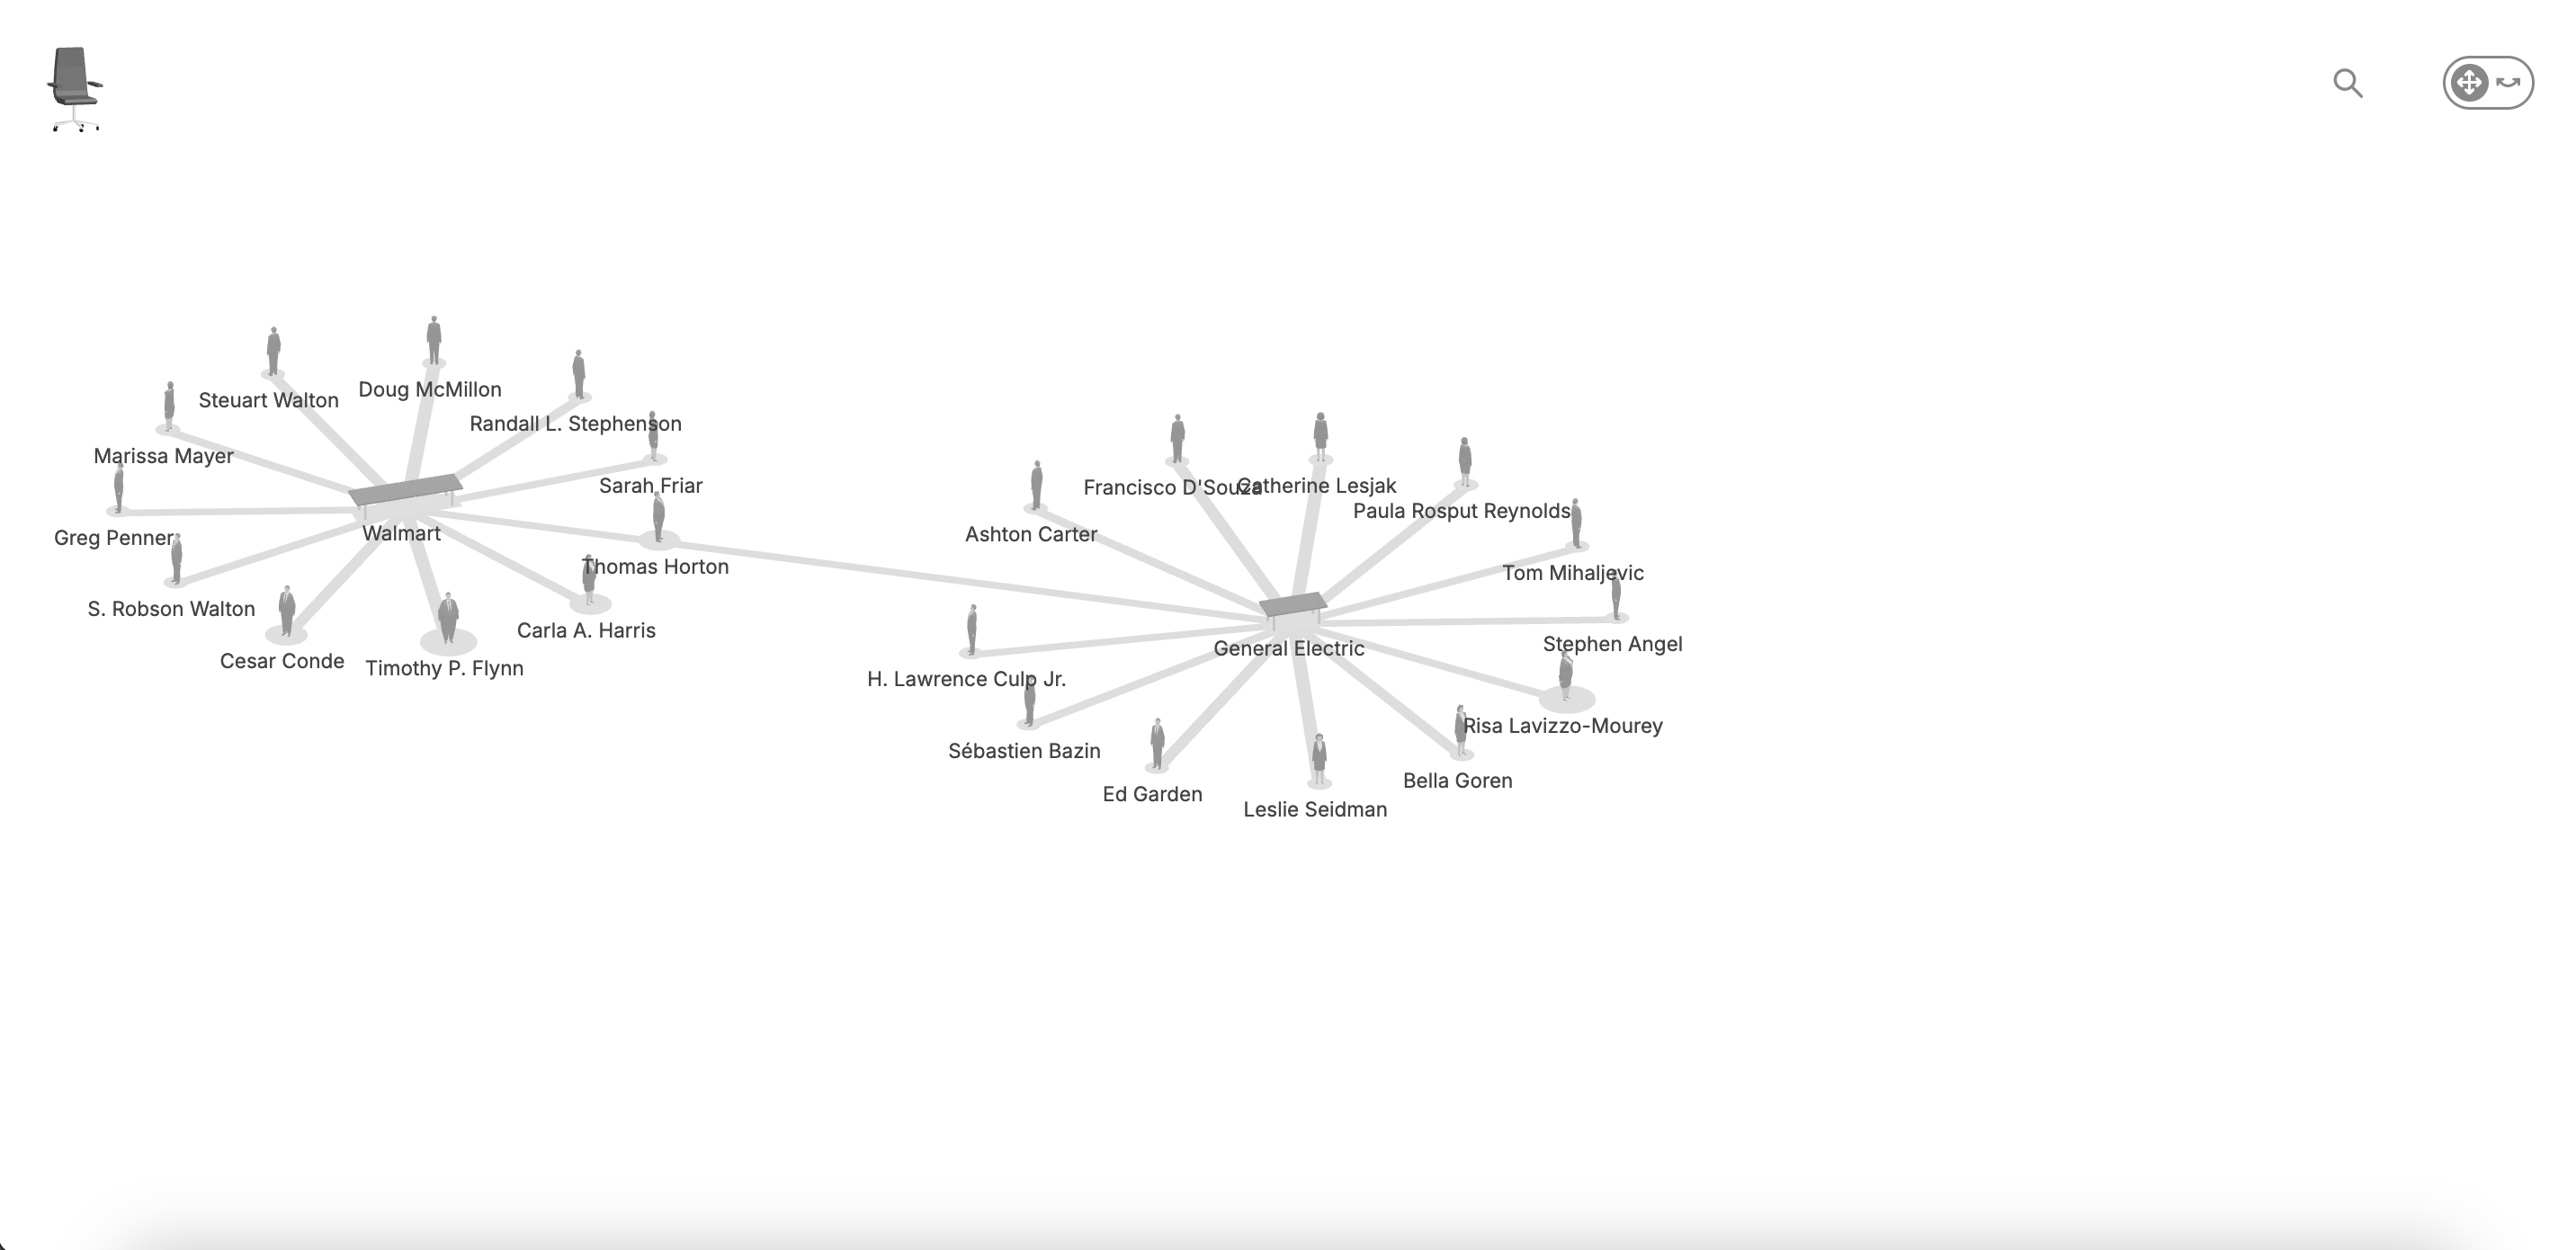 Doug McMillon
Steuart Walton
Randall L. Stephenson
Marissa Mayer
Sarah Friar
Walmart
Greg Penner
Thomas Horton
S. Robson Walton
Carla A. Harris
Cesar Conde
Timothy P. Flynn
Francisco D'Souza
Catherine Lesjak
Paula Rosput Reynolds
Ashton Carter
Tom Mihaljevic
Stephen Angel
General Electric
H. Lawrence Culp Jr.
Risa Lavizzo-Mourey
Sébastien Bazin
Bella Goren
Ed Garden
Leslie Seidman